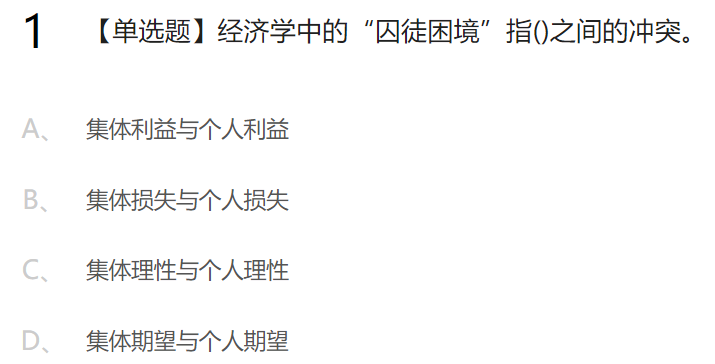 1 【单选题】经济学中的“囚徒困境”指()之间的冲突。
A、 集体利益与个人利益
B、 集体损失与个人损失
C、 集体理性与个人理性
D、 集体期望与个人期望